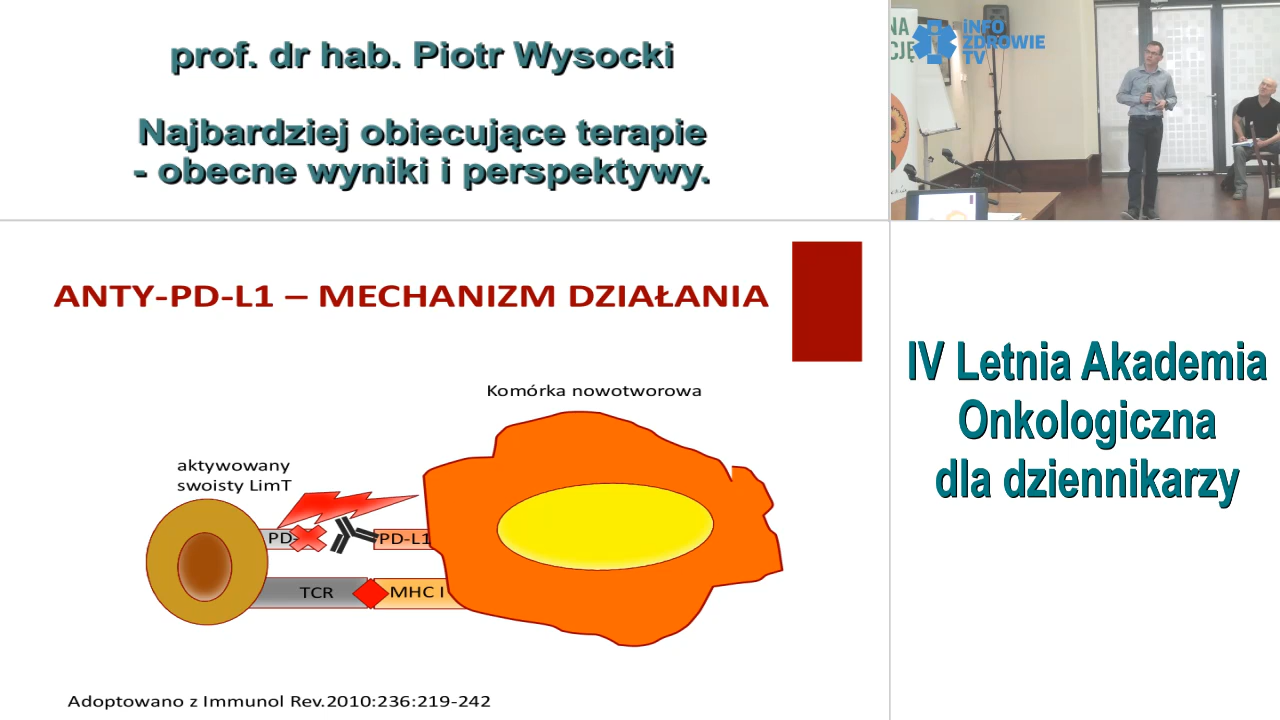 prof. dr hab. Piotr Wysocki
Najbardziej obiecujące terapie
- obecne wyniki i perspektywy.
NA
CJĘ
iNFO
ZDROWIE
TV
ANTY-PD-L1 – MECHANIZM DZIAŁANIA
Komórka nowotworowa
aktywowany
swoisty LimT
PD-
PD-L1
TCR
MHC I
Adoptowano z Immunol Rev.2010:236:219-242
IV Letnia Akademia
Onkologiczna
dla dziennikarzy